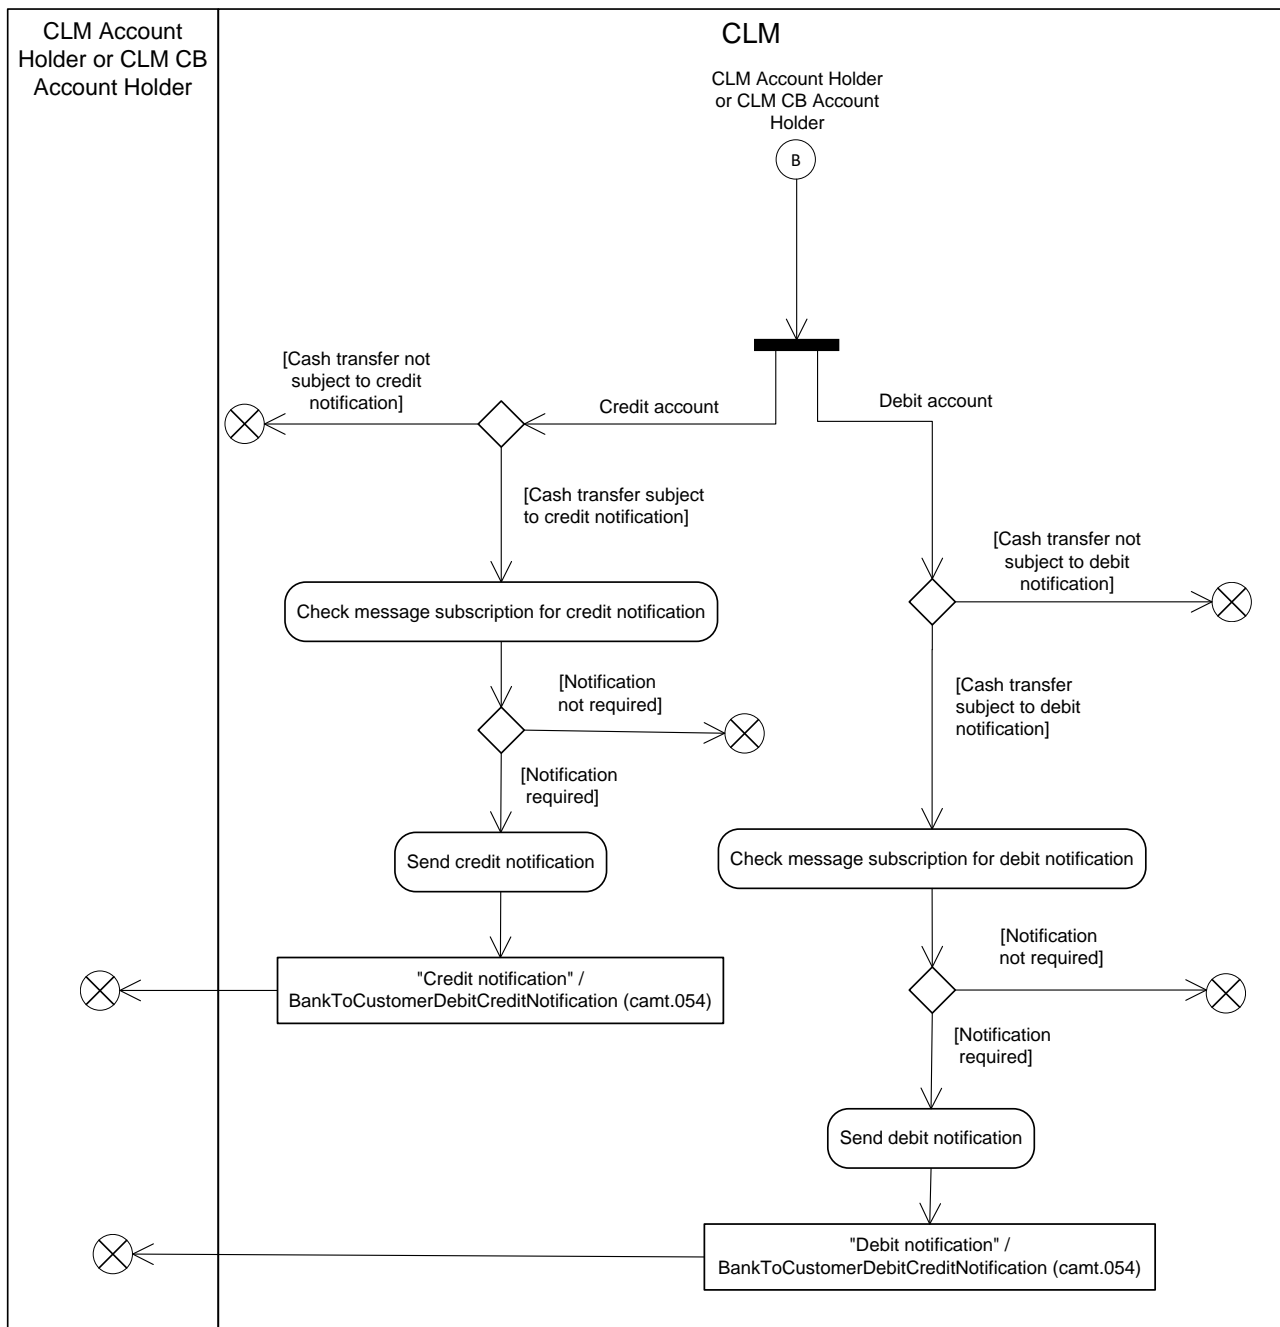 CLM Account
Holder or CLM CB
Account Holder
CLM
CLM Account Holder
or CLM CB Account
Holder
B
[Cash transfer not
subject to credit
notification]
Credit account
Debit account
[Cash transfer subject
to credit notification]
[Cash transfer not
subject to debit
notification]
Check message subscription for credit notification
[Notification
not required]
[Cash transfer
subject to debit
notification]
[Notification
required]
Send credit notification
Check message subscription for debit notification
"Credit notification" /
BankToCustomerDebitCreditNotification (camt.054)
[Notification
not required]
[Notification
required]
Send debit notification
"Debit notification" /
BankToCustomerDebitCreditNotification (camt.054)